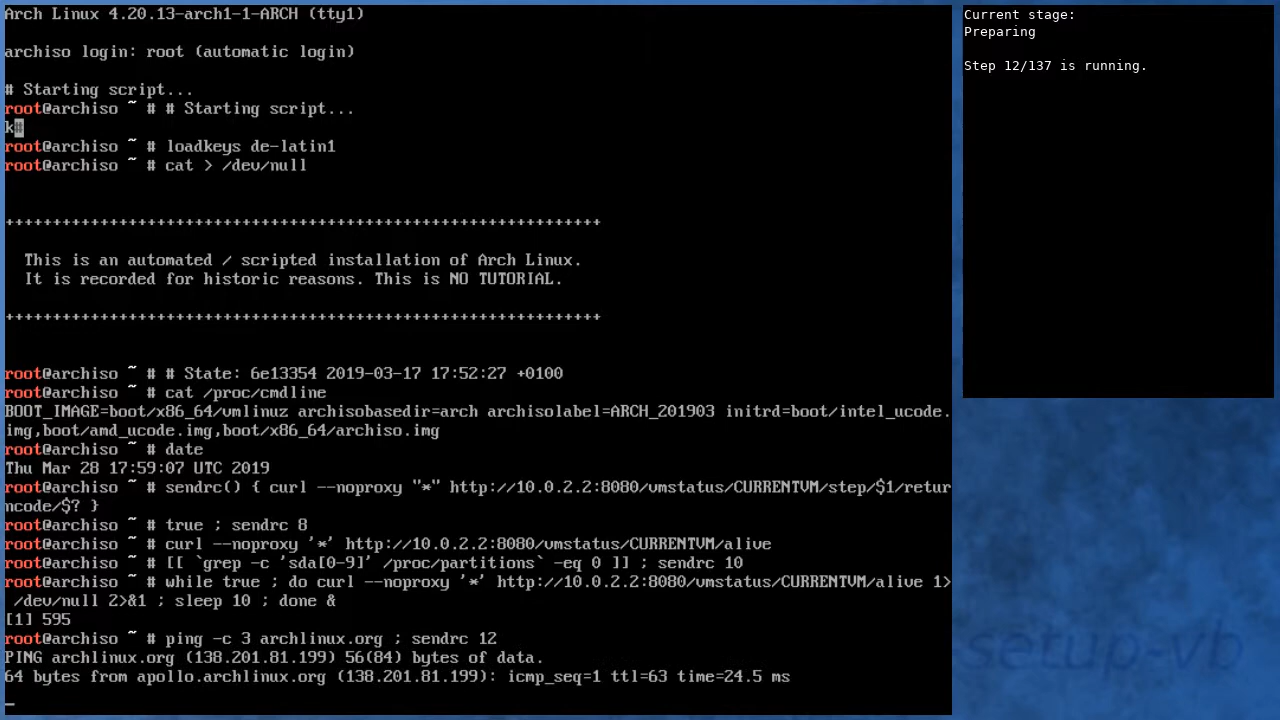 Arch Linux 4.20.13-arch1-1-ARCH (tty1)
archiso login: root (automatic login)
# Starting script...
root@archiso ~ # # Starting script...
k#
root@archiso ~ # loadkeys de-latin1
root@archiso ~ # cat > /dev/null
++++++++++++++++++++++++++++++++++++++++++++++++++++++++++++++++
This is an automated / scripted installation of Arch Linux.
It is recorded for historic reasons. This is NO TUTORIAL.
++++++++++++++++++++++++++++++++++++++++++++++++++++++++++++++++
root@archiso ~ # # State: 6e13354 2019-03-17 17:52:27 +0100
root@archiso ~ # cat /proc/cmdline
BOOT_IMAGE=boot/x86_64/vmlinuz archisobasedir=arch archisolabel=ARCH_201903 initrd=boot/intel_ucode.
img,boot/amd_ucode.img,boot/x86_64/archiso.img
root@archiso ~ # date
Thu Mar 28 17:59:07 UTC 2019
root@archiso ~ # sendrc() { curl --noproxy "*" http://10.0.2.2:8080/vmstatus/CURRENTVM/step/$1/retur
ncode/$? }
root@archiso ~ # true ; sendrc 8
root@archiso ~ # curl --noproxy '*' http://10.0.2.2:8080/vmstatus/CURRENTVM/alive
root@archiso ~ # [[ `grep -c 'sda[0-9]' /proc/partitions` -eq 0 ]] ; sendrc 10
root@archiso ~ # while true ; do curl --noproxy '*' http://10.0.2.2:8080/vmstatus/CURRENTVM/alive 1>
/dev/null 2>&1 ; sleep 10 ; done &
[1] 595
root@archiso ~ # ping -c 3 archlinux.org ; sendrc 12
PING archlinux.org (138.201.81.199) 56(84) bytes of data.
64 bytes from apollo.archlinux.org (138.201.81.199): icmp_seq=1 ttl=63 time=24.5 ms
Current stage:
Preparing
Step 12/137 is running.
setup-vb